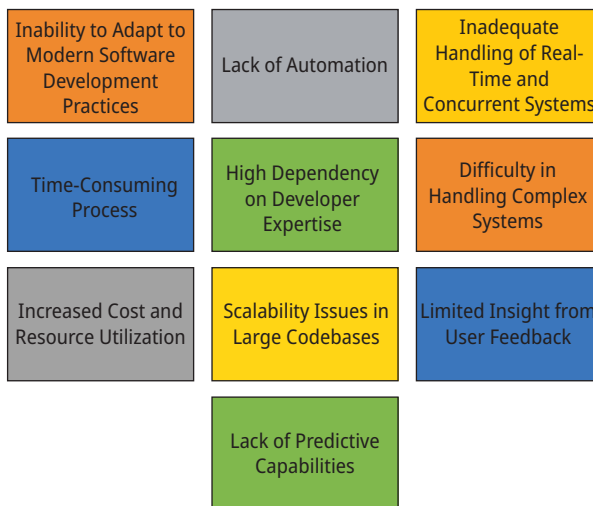 Inability to Adapt to
Modern Software
Development
Practices
Lack of Automation
Inadequate
Handling of Real-
Time and
Concurrent Systems
Time-Consuming
Process
High Dependency
on Developer
Expertise
Difficulty in
Handling Complex
Systems
Increased Cost and
Resource Utilization
Scalability Issues in
Large Codebases
Limited Insight from
User Feedback
Lack of Predictive
Capabilities